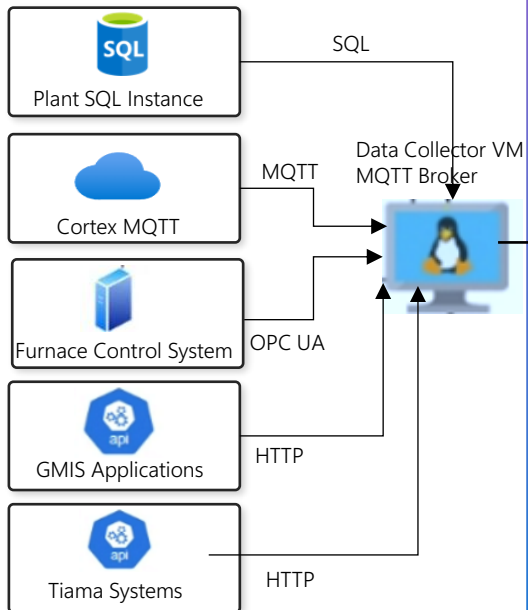 SQL
Plant SQL Instance
SQL
Cortex MQTT
MQTT
Data Collector VM
MQTT Broker
Furnace Control System
OPC UA
api
GMIS Applications
HTTP
api
Tiama Systems
HTTP